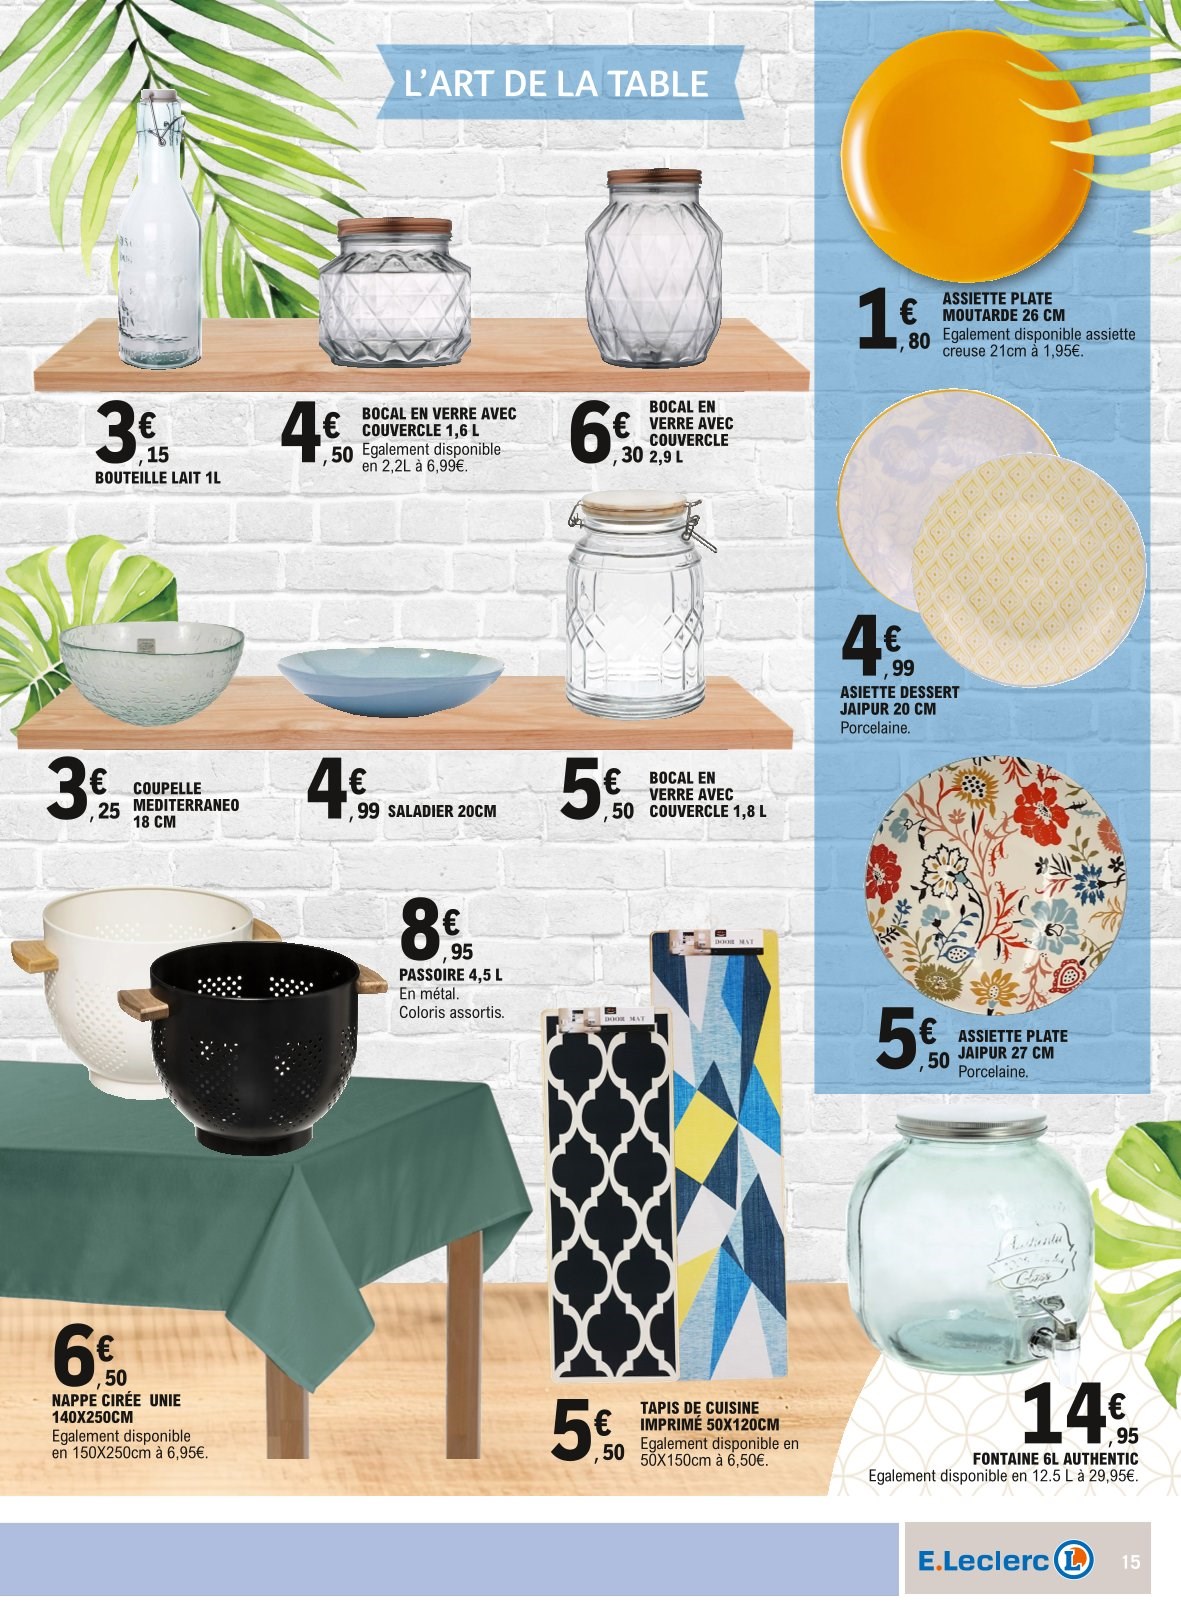 L'ART DE LA TABLE
3€,15
BOUTEILLE LAIT 1L
4€,50
BOCAL EN VERRE AVEC
COUVERCLE 1,6 L
Egalement disponible
en 2,2L à 6,99€.
6€,30
BOCAL EN
VERRE AVEC
COUVERCLE
2,9 L
1€,80
ASSIETTE PLATE
MOUTARDE 26 CM
Egalement disponible assiette
creuse 21cm à 1,95€.
4€,99
ASIETTE DESSERT
JAIPUR 20 CM
Porcelaine.
3€,25
COUPELLE
MEDITERRANEO
18 CM
4€,99
SALADIER 20CM
5€,50
BOCAL EN
VERRE AVEC
COUVERCLE 1,8 L
8€,95
PASSOIRE 4,5 L
En métal.
Coloris assortis.
DOOR MAT
DOOR MAT
5€,50
ASSIETTE PLATE
JAIPUR 27 CM
Porcelaine.
6€,50
NAPPE CIRÉE UNIE
140X250CM
Egalement disponible
en 150X250cm à 6,95€.
5€,50
TAPIS DE CUISINE
IMPRIMÉ 50X120CM
Egalement disponible en
50X150cm à 6,50€.
Authentic
100%
Glass
14€,95
FONTAINE 6L AUTHENTIC
Egalement disponible en 12.5 L à 29,95€.
E.Leclerc L
15